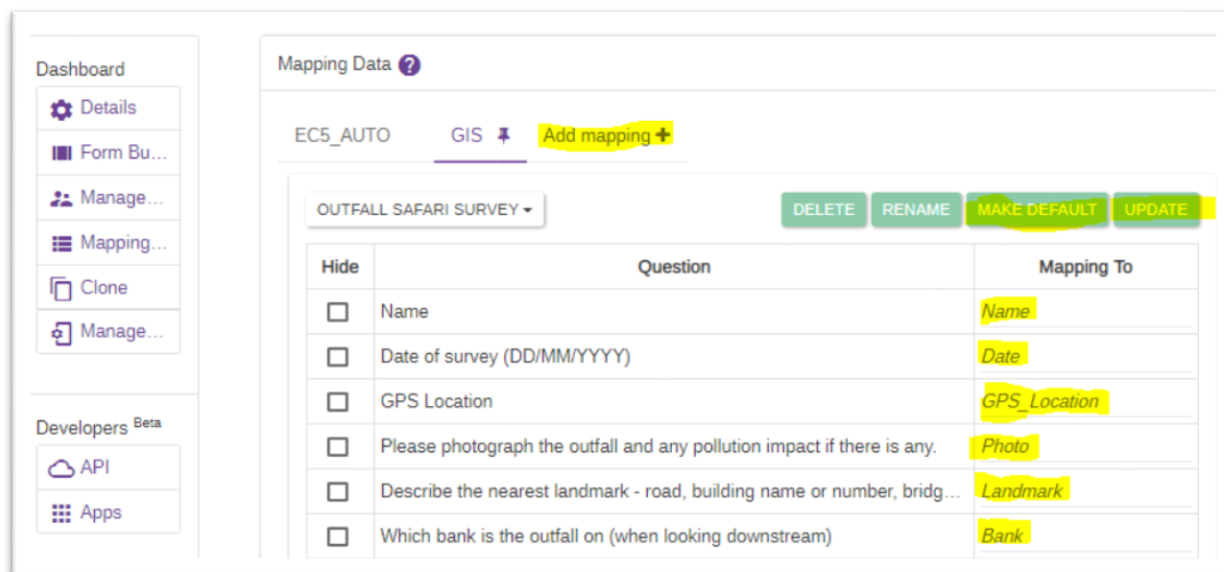 Dashboard
Details
Form Bu...
Manage...
Mapping...
Clone
Manage...
Developers Beta
API
Apps
Mapping Data ?
EC5_AUTO GIS Add mapping +
OUTFALL SAFARI SURVEY DELETE RENAME MAKE DEFAULT UPDATE
Hide Question Mapping To
Name Name
Date of survey (DD/MM/YYYY) Date
GPS Location GPS_Location
Please photograph the outfall and any pollution impact if there is any. Photo
Describe the nearest landmark - road, building name or number, bridg... Landmark
Which bank is the outfall on (when looking downstream) Bank